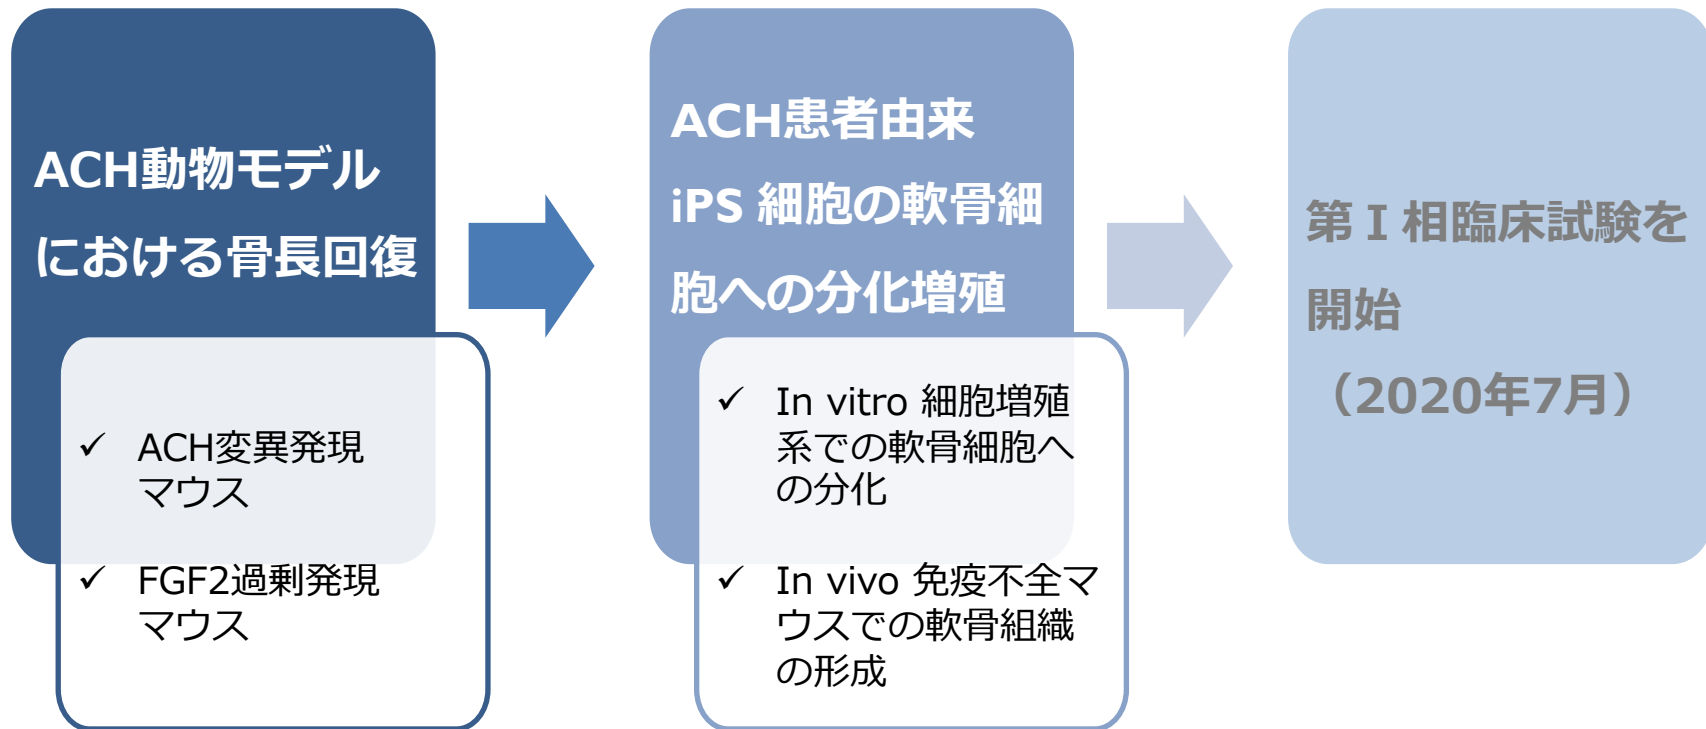 ACH動物モデル
における骨長回復
✓ ACH変異発現
マウス
✓ FGF2過剰発現
マウス
ACH患者由来
iPS 細胞の軟骨細
胞への分化増殖
✓ In vitro 細胞増殖
系での軟骨細胞へ
の分化
✓ In vivo 免疫不全マ
ウスでの軟骨組織
の形成
第Ⅰ相臨床試験を
開始
（2020年7月）